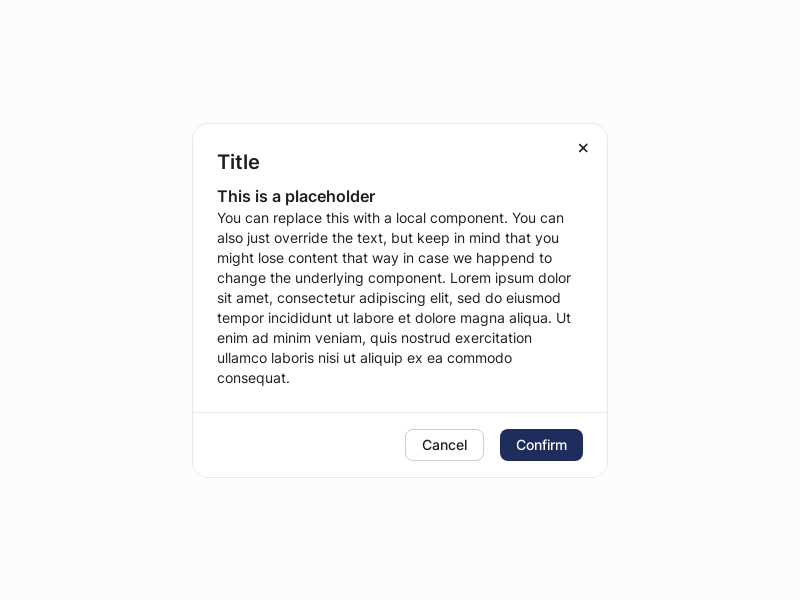 Title
This is a placeholder
You can replace this with a local component. You can
also just override the text, but keep in mind that you
might lose content that way in case we happend to
change the underlying component. Lorem ipsum dolor
sit amet, consectetur adipiscing elit, sed do eiusmod
tempor incididunt ut labore et dolore magna aliqua. Ut
enim ad minim veniam, quis nostrud exercitation
ullamco laboris nisi ut aliquip ex ea commodo
consequat.
Cancel
Confirm